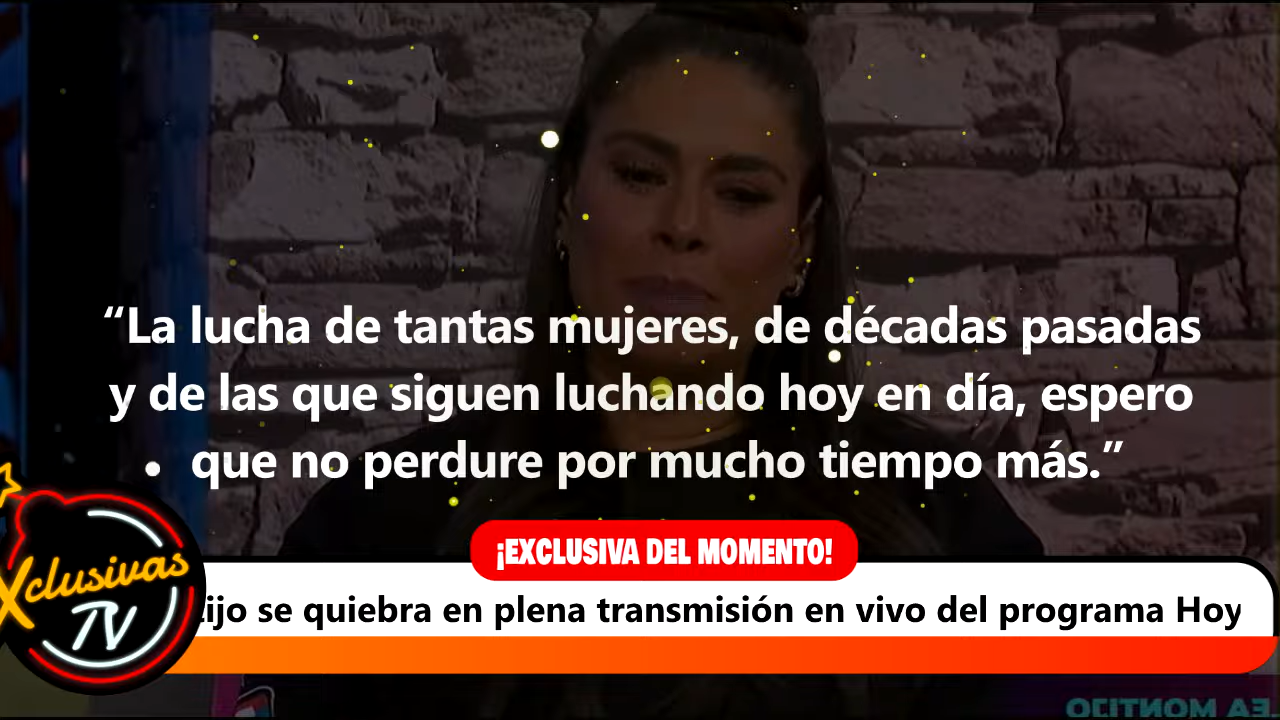 “La lucha de tantas mujeres, de décadas pasadas
y de las que siguen luchando hoy en día, espero
que no perdure por mucho tiempo más.”
¡EXCLUSIVA DEL MOMENTO!
Xclusivas
TV
se quiebra en plena transmisión en vivo del programa Hoy